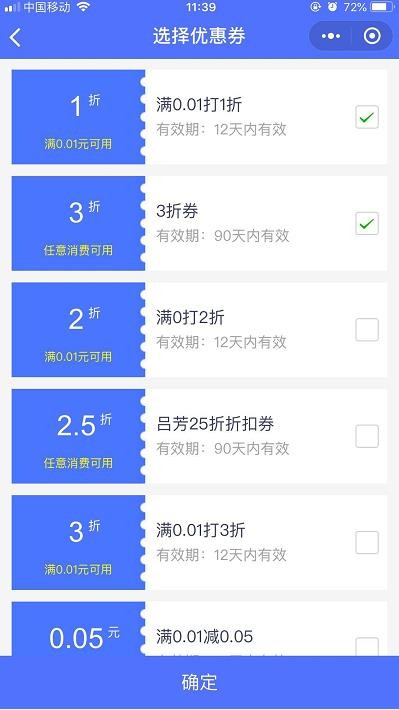 中国移动 11:39 72%
选择优惠券
1 折
满0.01元可用
满0.01打1折
有效期：12天内有效
3 折
任意消费可用
3折券
有效期：90天内有效
2 折
满0.01元可用
满0打2折
有效期：12天内有效
2.5 折
任意消费可用
吕芳25折折扣券
有效期：90天内有效
3 折
满0.01元可用
满0.01打3折
有效期：12天内有效
0.05 元
满0.01减0.05
确定